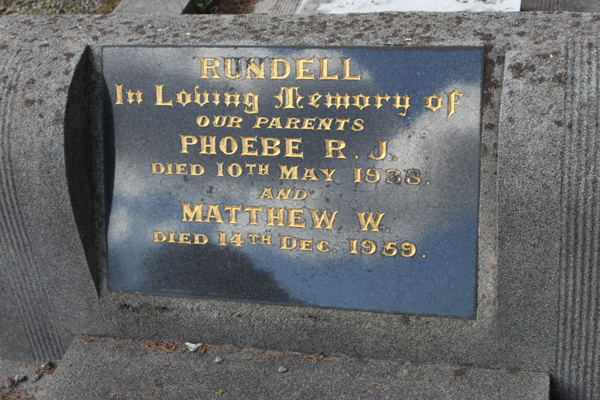 RUNDELL
In Loving Memory of
OUR PARENTS
PHOEBE R. J.
DIED 10TH MAY 1938.
AND
MATTHEW W.
DIED 14TH DEC. 1959.